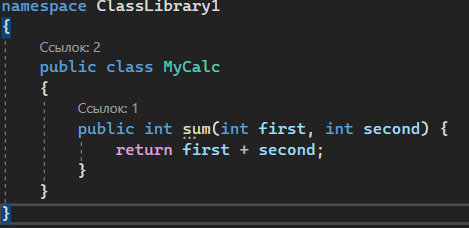 namespace ClassLibrary1
{
Ссылок: 2
public class MyCalc
{
Ссылок: 1
public int sum(int first, int second) {
return first + second;
}
}
}